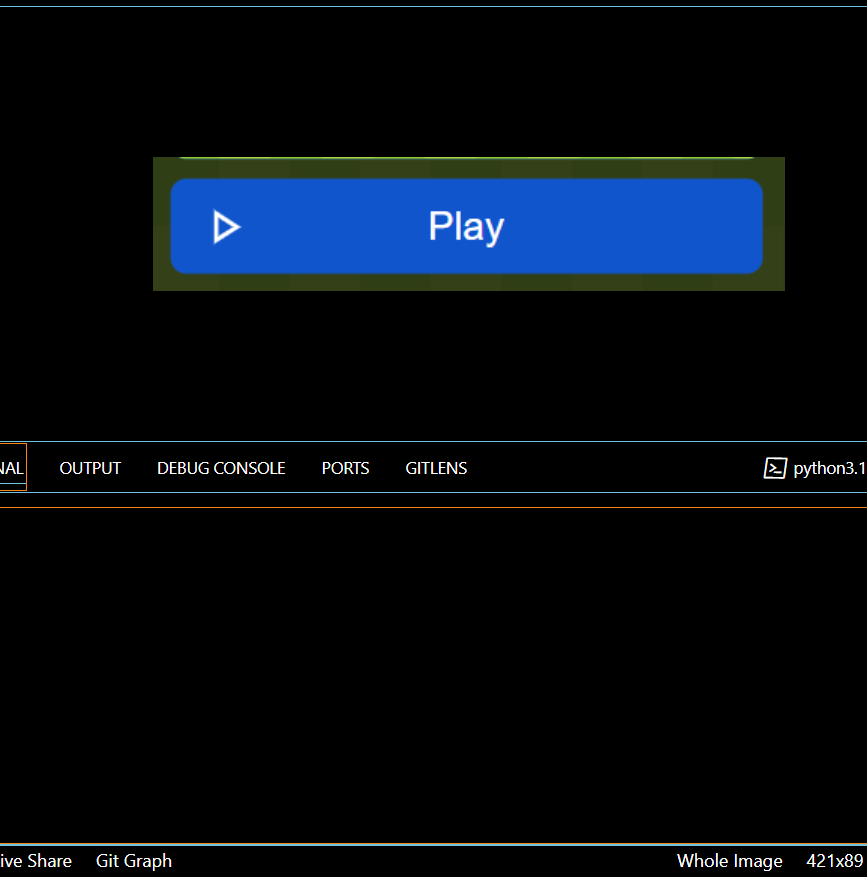 Play
NAL OUTPUT DEBUG CONSOLE PORTS GITLENS python3.1
ive Share Git Graph Whole Image 421x89